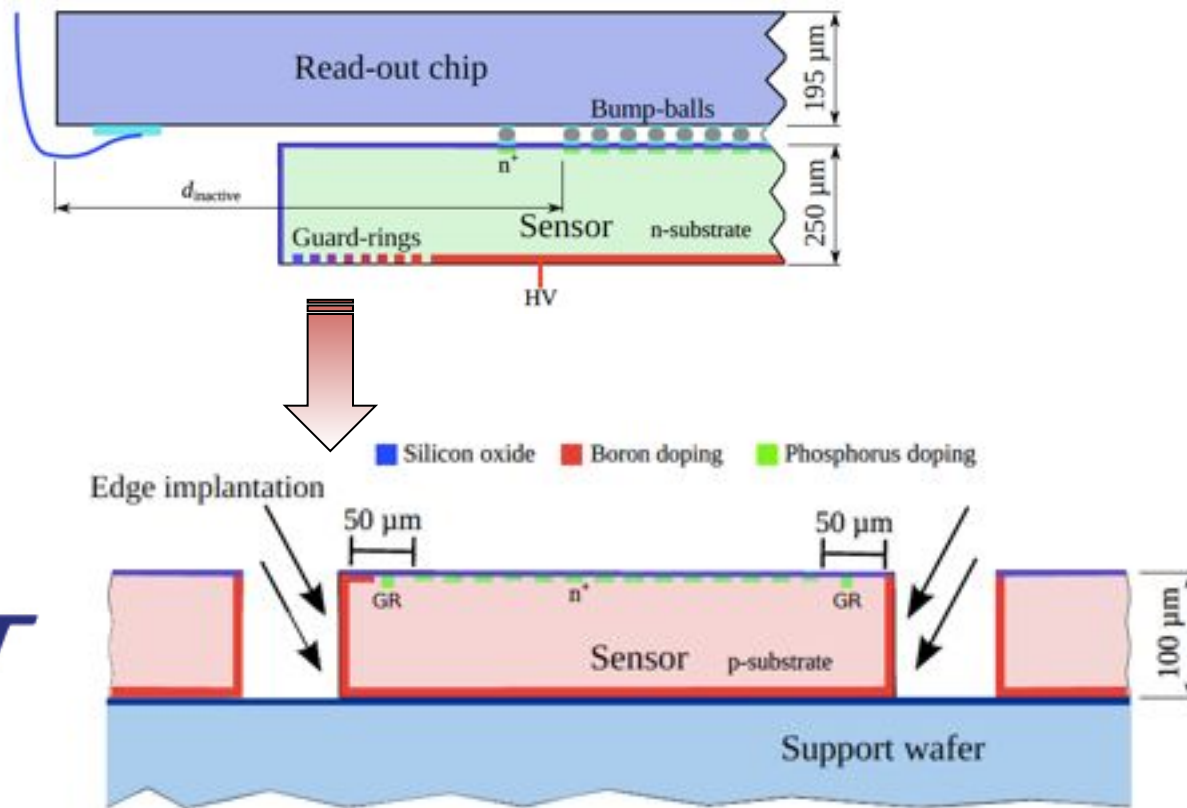 Read-out chip
195 µm
Bump-balls
n⁺
d_inactive
250 µm
Sensor n-substrate
Guard-rings
HV
Silicon oxide Boron doping Phosphorus doping
Edge implantation
50 µm 50 µm
GR n⁺ GR
100 µm
Sensor p-substrate
Support wafer